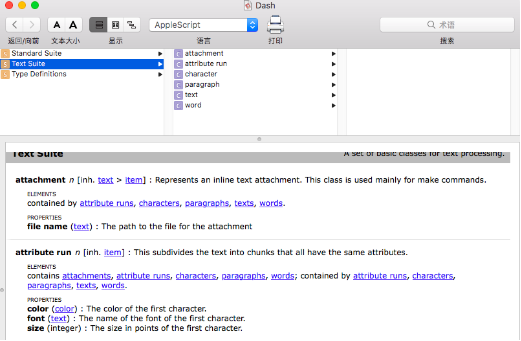 Dash
A A
AppleScript
术语
返回/向前 文本大小 显示 语言 打印 搜索
S Standard Suite
S Text Suite
S Type Definitions
C attachment
C attribute run
C character
C paragraph
C text
C word
Text Suite A set of basic classes for text processing.
attachment n [inh. text > item] : Represents an inline text attachment. This class is used mainly for make commands.
ELEMENTS
contained by attribute runs, characters, paragraphs, texts, words.
PROPERTIES
file name (text) : The path to the file for the attachment
attribute run n [inh. item] : This subdivides the text into chunks that all have the same attributes.
ELEMENTS
contains attachments, attribute runs, characters, paragraphs, words; contained by attribute runs, characters,
paragraphs, texts, words.
PROPERTIES
color (color) : The color of the first character.
font (text) : The name of the font of the first character.
size (integer) : The size in points of the first character.